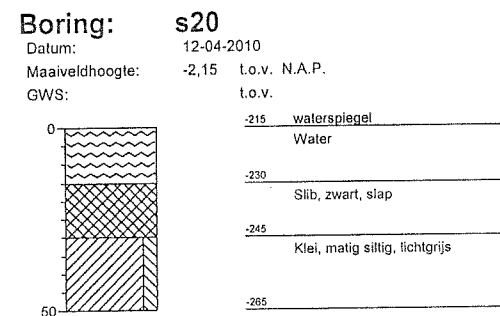 Boring: s20
Datum: 12-04-2010
Maaiveldhoogte: -2,15 t.o.v. N.A.P.
GWS: t.o.v.
0
-215 waterspiegel
Water
-230
Slib, zwart, slap
-245
Klei, matig siltig, lichtgrijs
50
-265